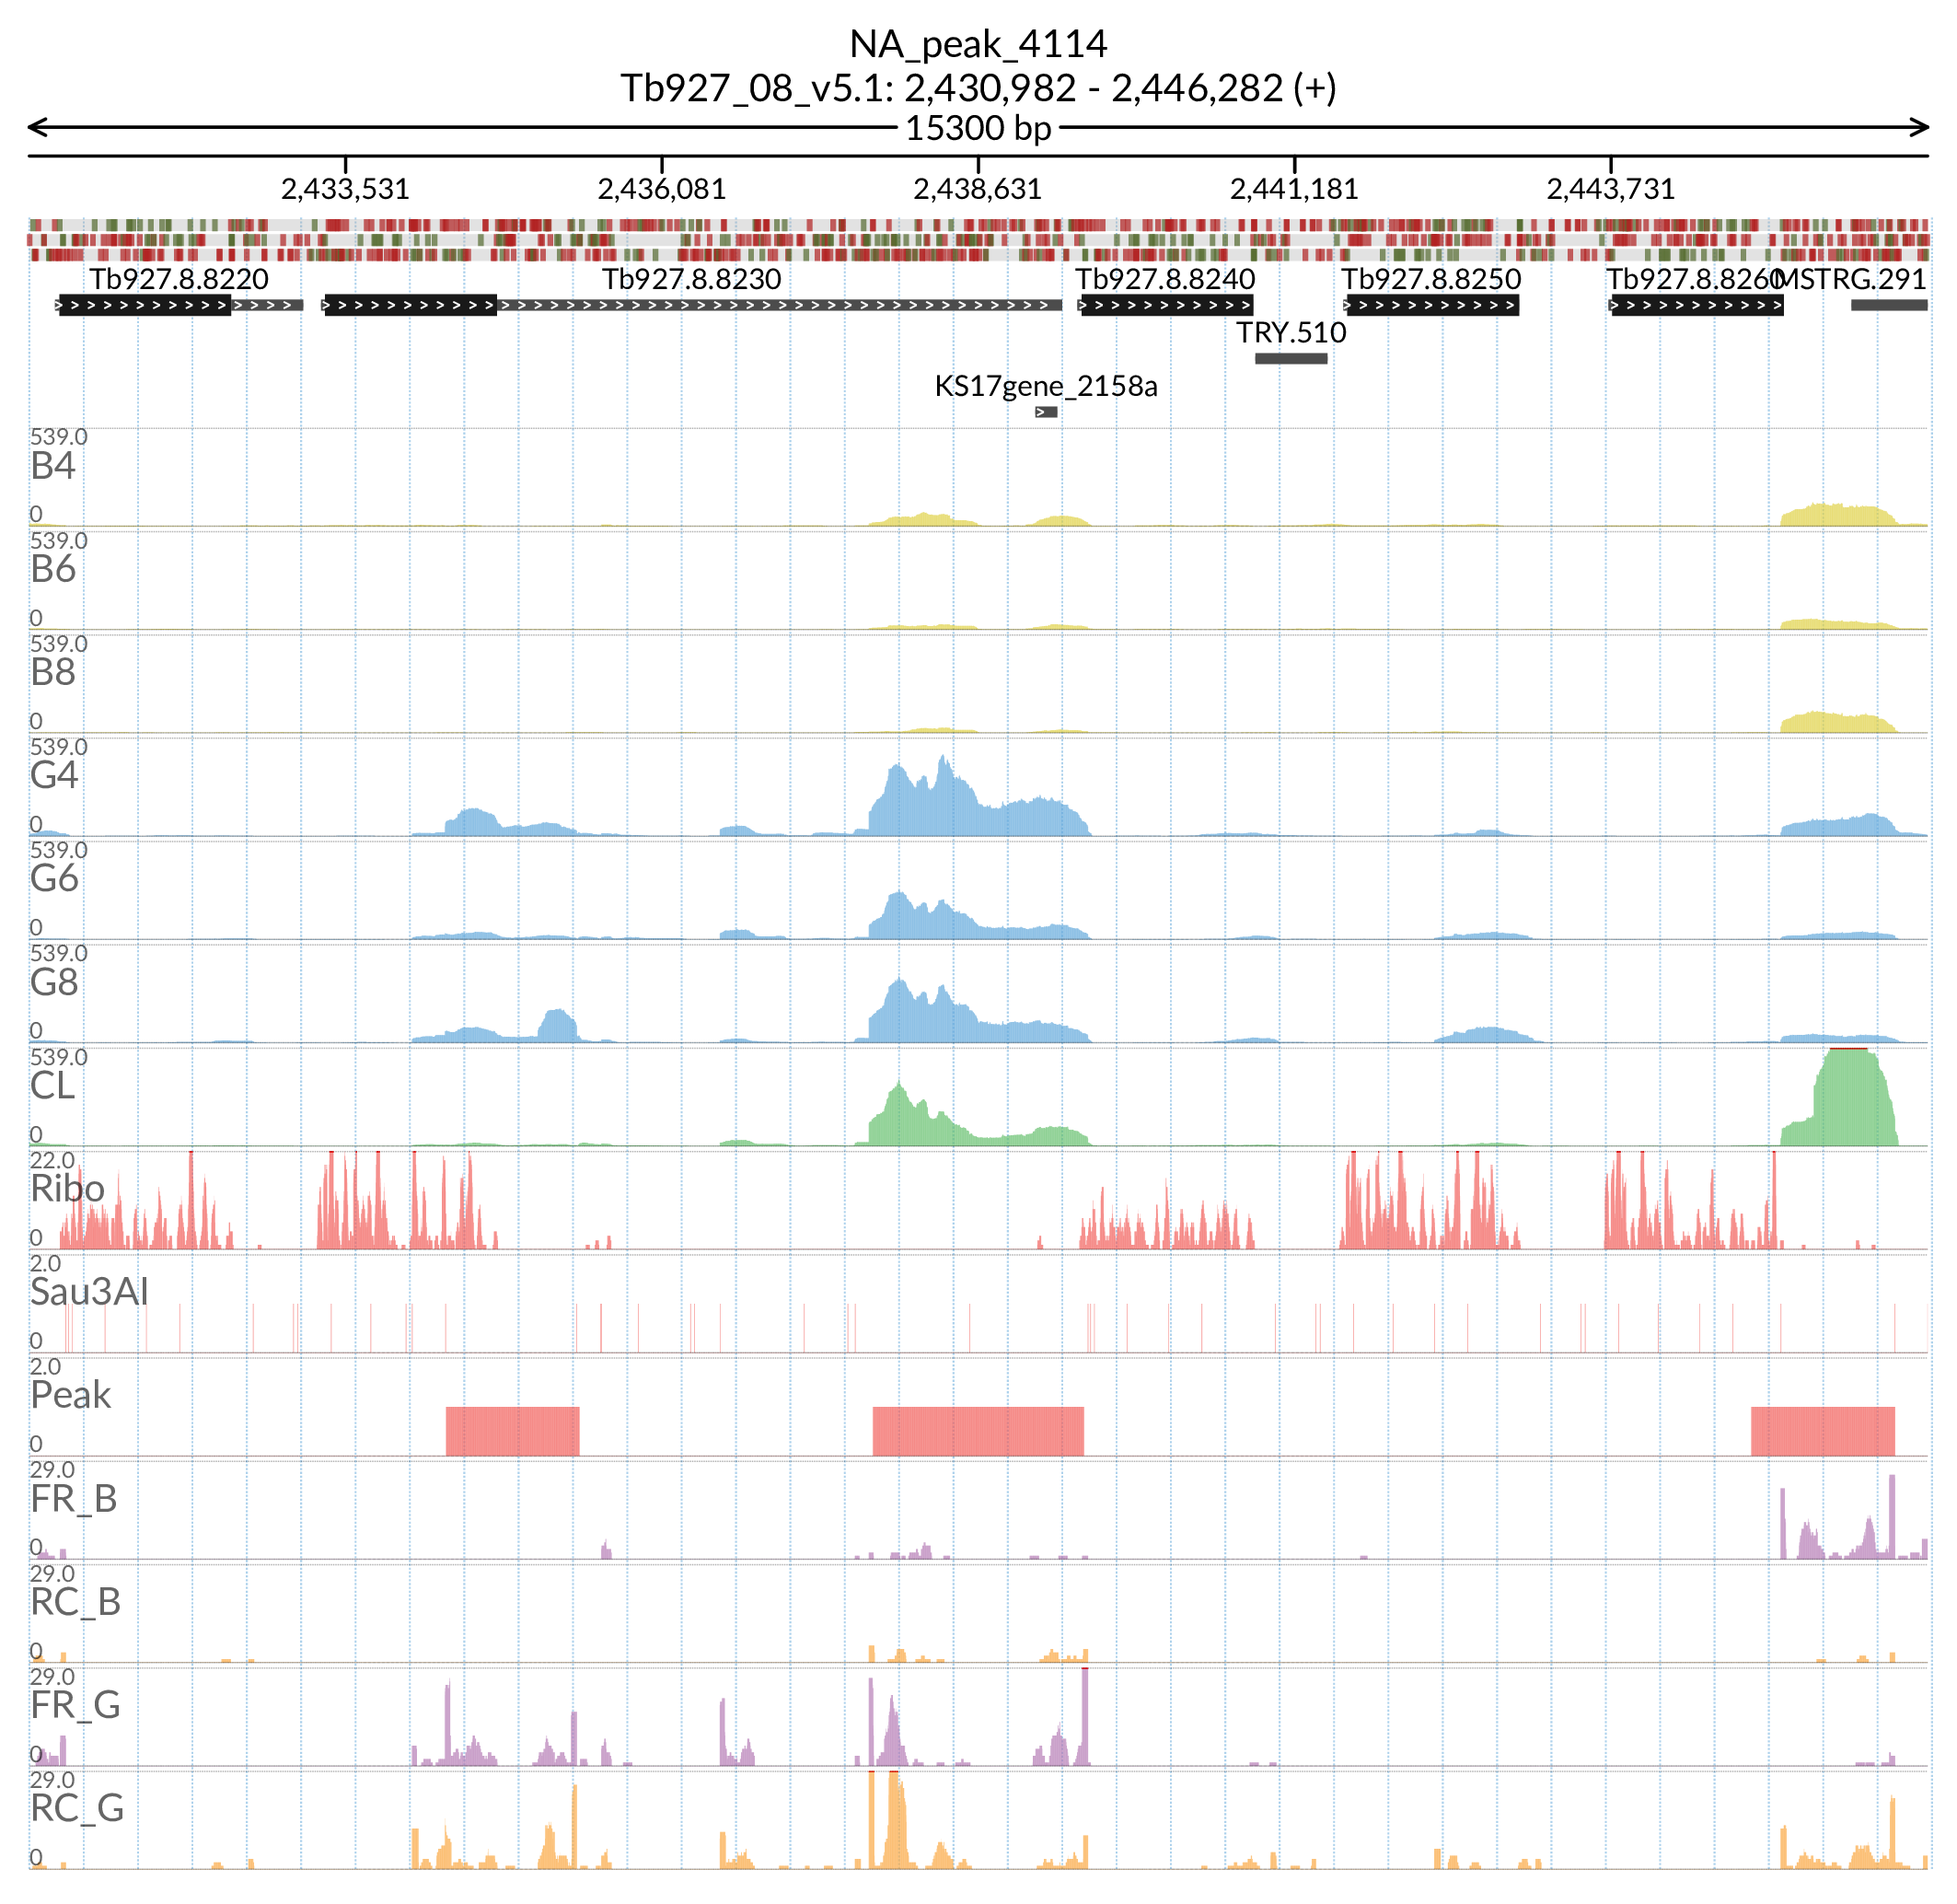 NA_peak_4114
Tb927_08_v5.1: 2,430,982 - 2,446,282 (+)
15300 bp
2,433,531 2,436,081 2,438,631 2,441,181 2,443,731
Tb927.8.8220 Tb927.8.8230 Tb927.8.8240 Tb927.8.8250 Tb927.8.8260 MSTRG.291
TRY.510
KS17gene_2158a
539.0
B4
0
539.0
B6
0
539.0
B8
0
539.0
G4
0
539.0
G6
0
539.0
G8
0
539.0
CL
0
22.0
Ribo
0
2.0
Sau3AI
0
2.0
Peak
0
29.0
FR_B
0
29.0
RC_B
0
29.0
FR_G
0
29.0
RC_G
0